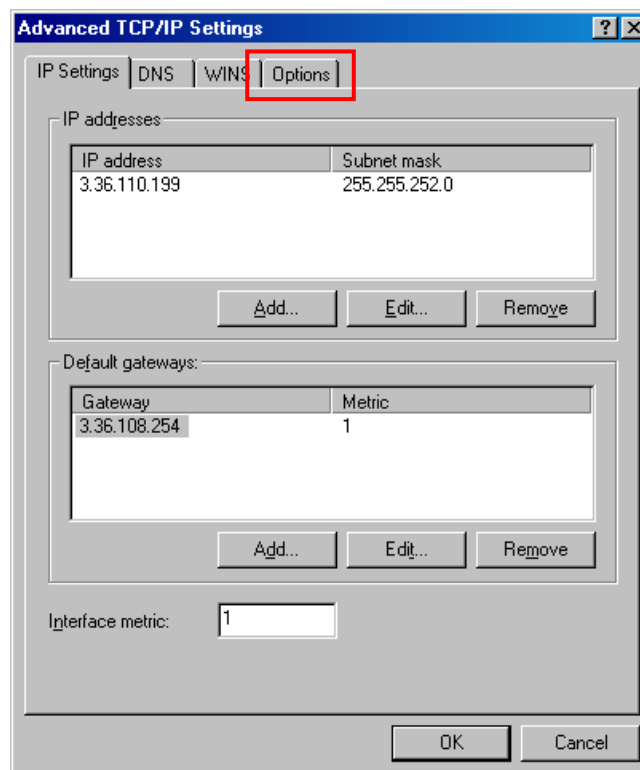 Advanced TCP/IP Settings
IP Settings DNS WINS Options
IP addresses
IP address Subnet mask
3.36.110.199 255.255.252.0
Add... Edit... Remove
Default gateways:
Gateway Metric
3.36.108.254 1
Add... Edit... Remove
Interface metric: 1
OK Cancel